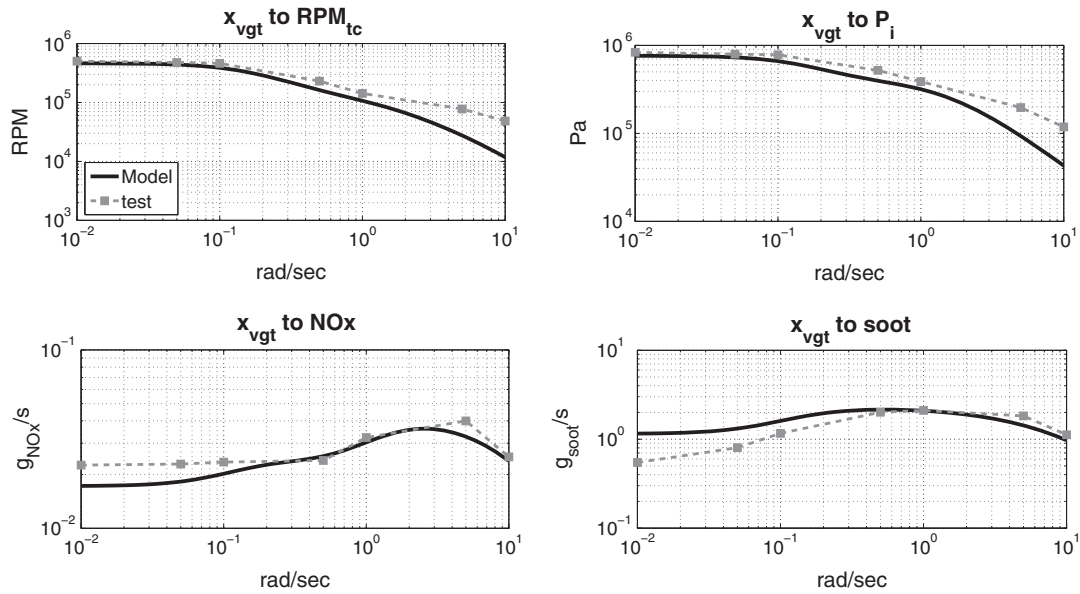 x_vgt to RPM_tc
10^6
10^5
10^4
10^3
RPM
Model
test
10^-2
10^-1
10^0
10^1
rad/sec
x_vgt to P_i
10^6
10^5
10^4
Pa
10^-2
10^-1
10^0
10^1
rad/sec
x_vgt to NOx
10^-1
10^-2
g_NOx/s
10^-2
10^-1
10^0
10^1
rad/sec
x_vgt to soot
10^1
10^0
10^-1
g_soot/s
10^-2
10^-1
10^0
10^1
rad/sec